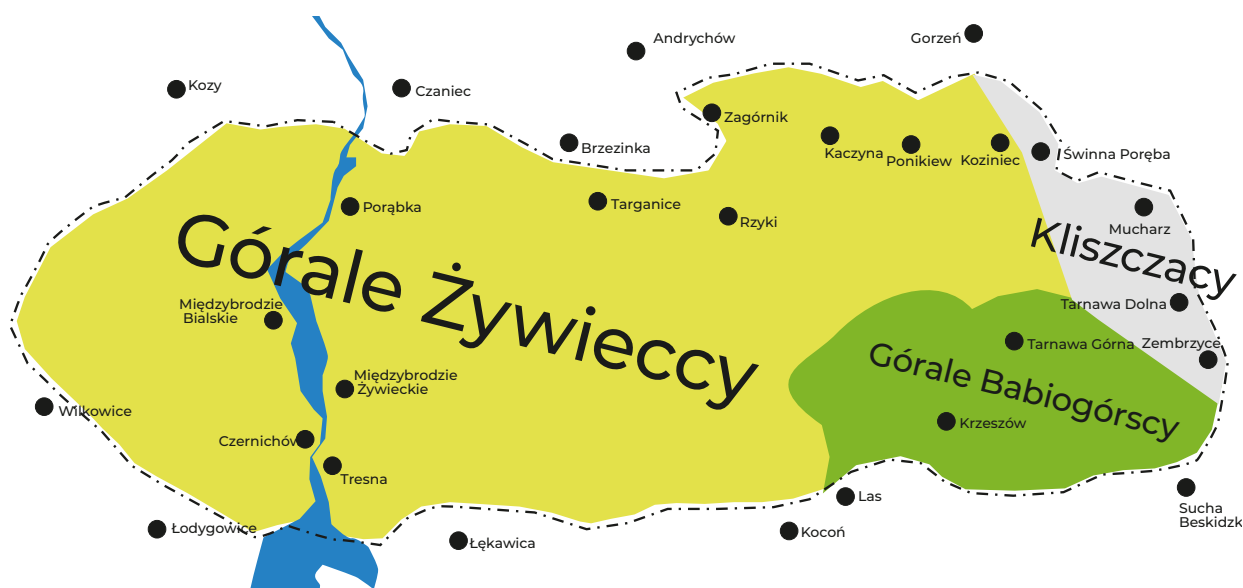 Andrychów
Gorzeń
Kozy
Czaniec
Zagórnik
Brzezinka
Kaczyna
Ponikiew
Koziniec
Świnna Poręba
Porąbka
Targanice
Rzyki
Mucharz
Górale Żywieccy
Kliszczacy
Międzybrodzie
Bialskie
Tarnawa Dolna
Tarnawa Górna
Zembrzyce
Górale Babiogórscy
Międzybrodzie
Żywieckie
Wilkowice
Krzeszów
Czernichów
Tresna
Las
Sucha
Beskidzk
Łodygowice
Kocoń
Łękawica